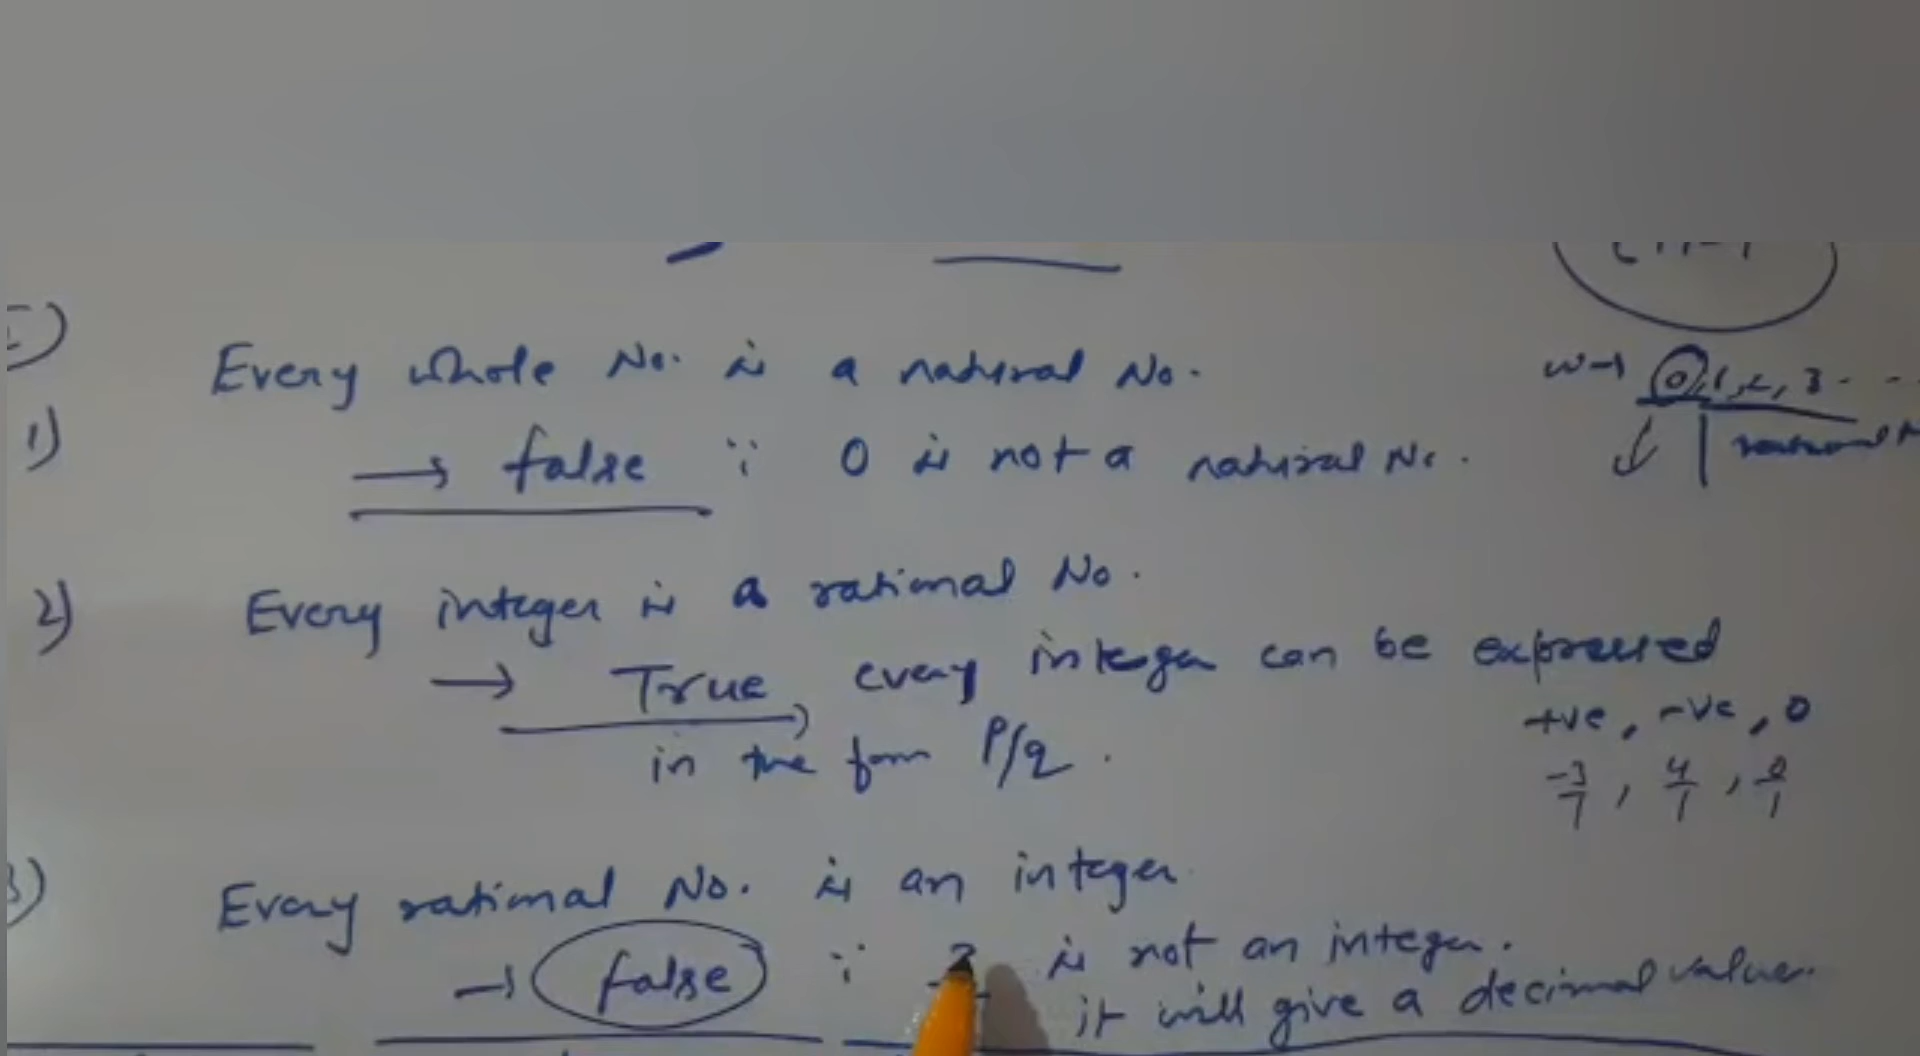 Every whole No. is a natural No.
w→ 0,1,2,3...
1)
→ false ∵ 0 is not a natural No.
2)
Every integer is a rational No.
→ True, every integer can be expressed
in the form P/q.
+ve, -ve, 0
-3/1, 4/1, 0/1
3)
Every rational No. is an integer.
→ false ∵ is not an integer.
it will give a decimal value.